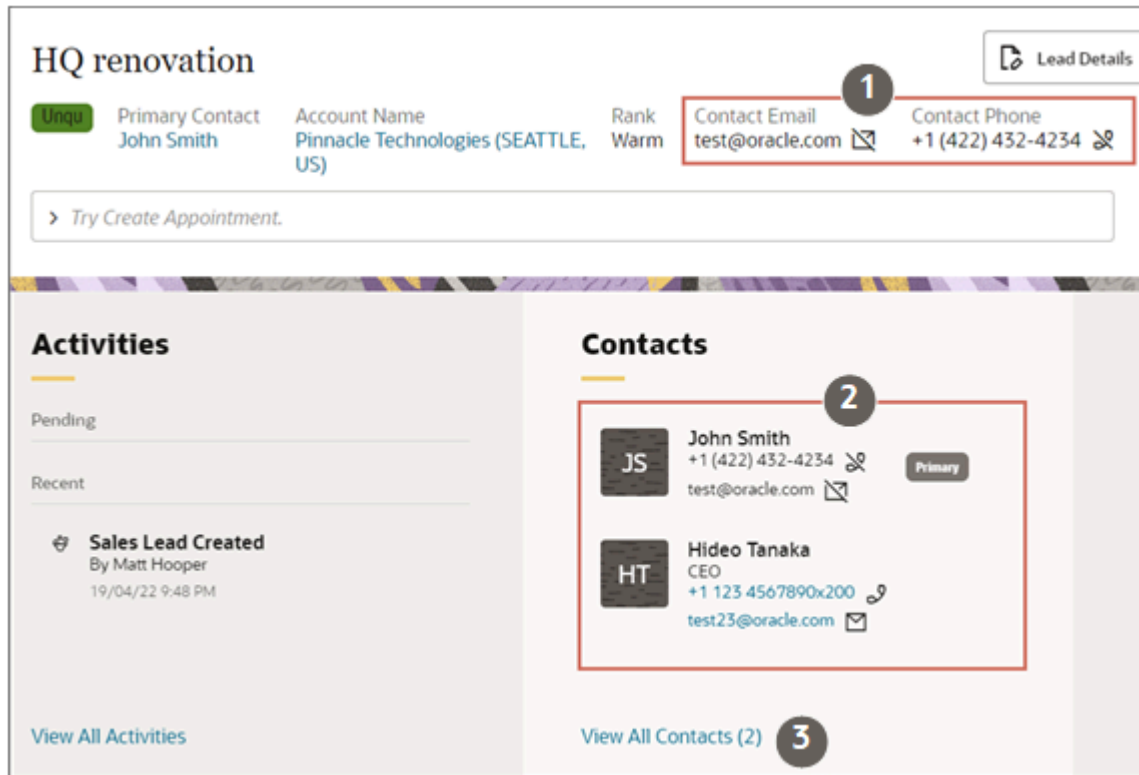 HQ renovation
Lead Details
1
Unqu
Primary Contact
John Smith
Account Name
Pinnacle Technologies (SEATTLE,
US)
Rank
Warm
Contact Email
test@oracle.com
Contact Phone
+1 (422) 432-4234
> Try Create Appointment.
Activities
Pending
Recent
Sales Lead Created
By Matt Hooper
19/04/22 9:48 PM
View All Activities
Contacts
2
JS
John Smith
+1 (422) 432-4234
test@oracle.com
Primary
HT
Hideo Tanaka
CEO
+1 123 4567890x200
test23@oracle.com
View All Contacts (2)
3